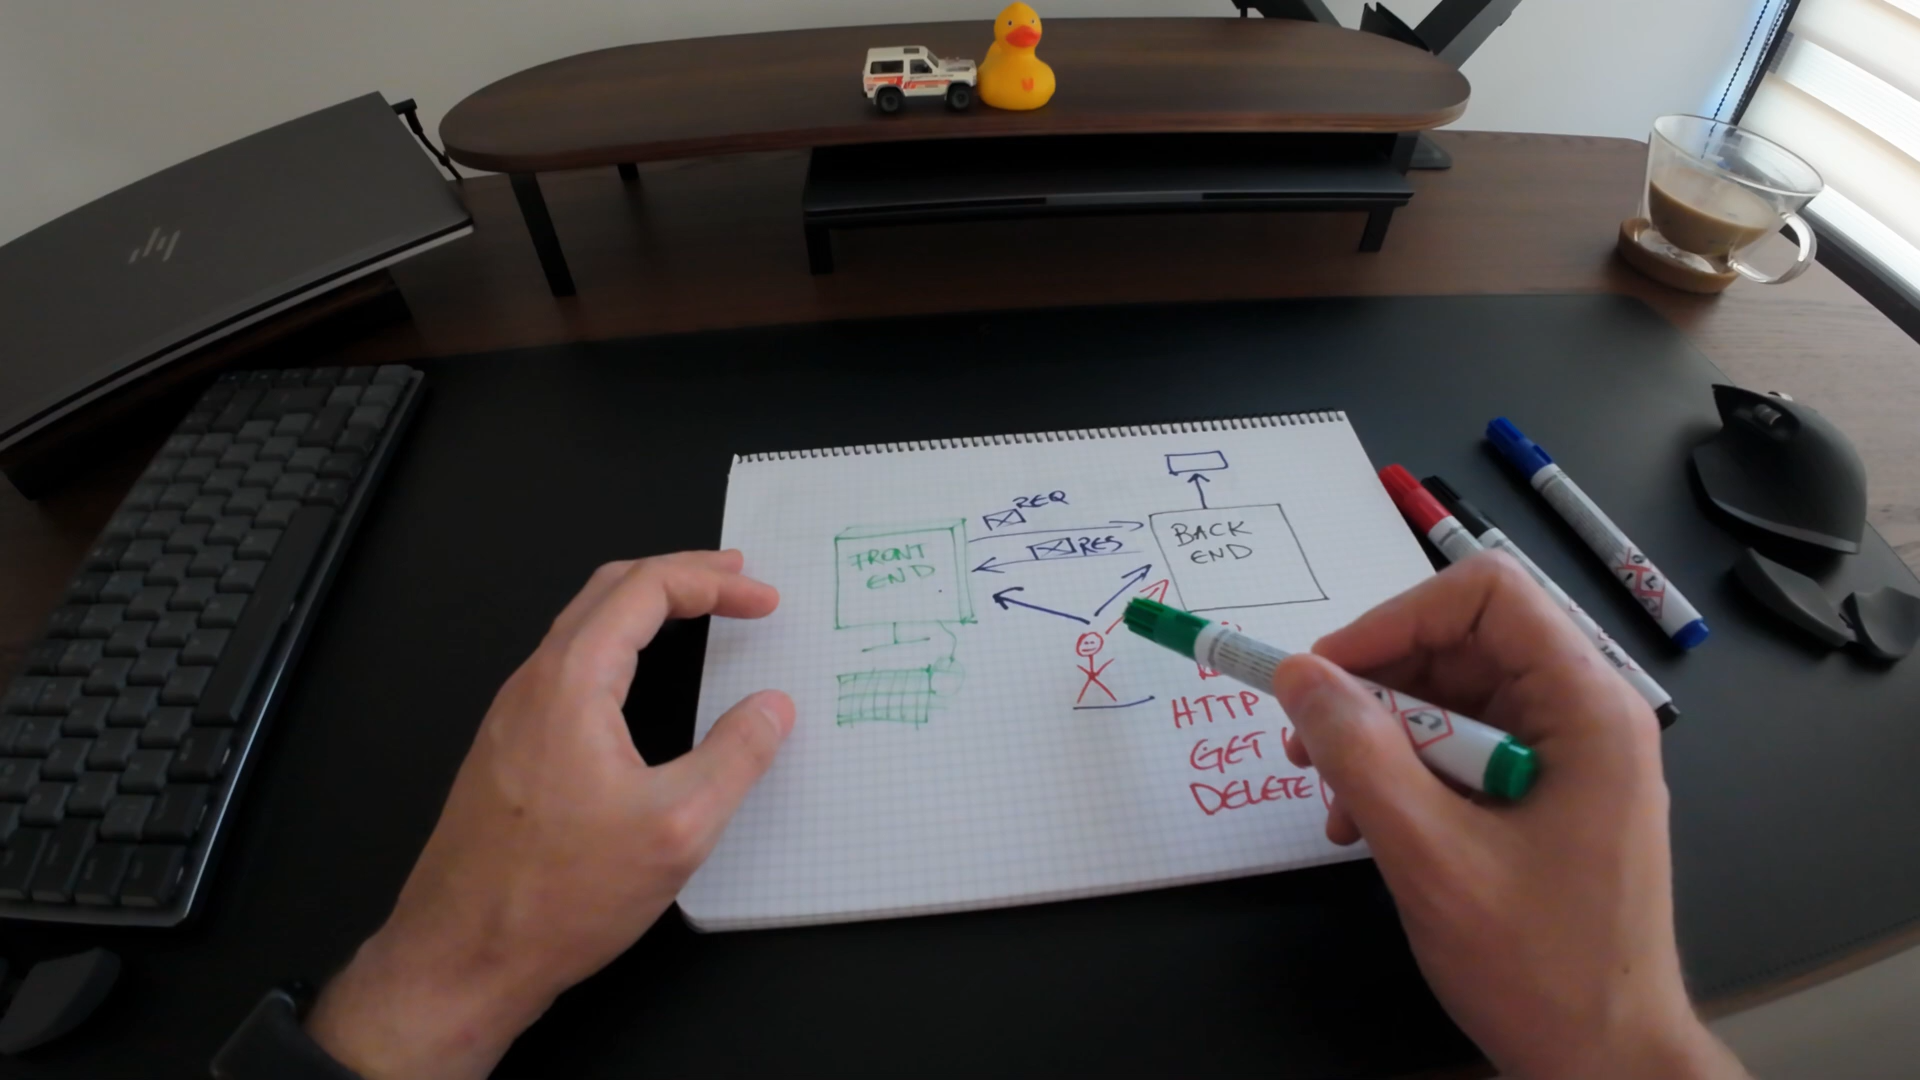 REQ
RES
FRONT
END
BACK
END
HTTP
GET
DELETE